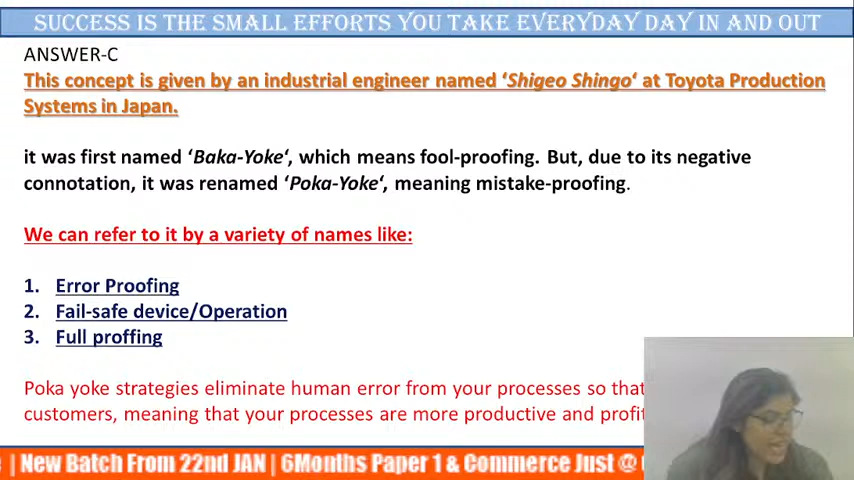 SUCCESS IS THE SMALL EFFORTS YOU TAKE EVERYDAY DAY IN AND OUT
ANSWER-C
This concept is given by an industrial engineer named ‘Shigeo Shingo‘ at Toyota Production
Systems in Japan.
it was first named ‘Baka-Yoke‘, which means fool-proofing. But, due to its negative
connotation, it was renamed ‘Poka-Yoke‘, meaning mistake-proofing.
We can refer to it by a variety of names like:
1. Error Proofing
2. Fail-safe device/Operation
3. Full proffing
Poka yoke strategies eliminate human error from your processes so that
customers, meaning that your processes are more productive and
| New Batch From 22nd JAN | 6Months Paper 1 & Commerce Just @